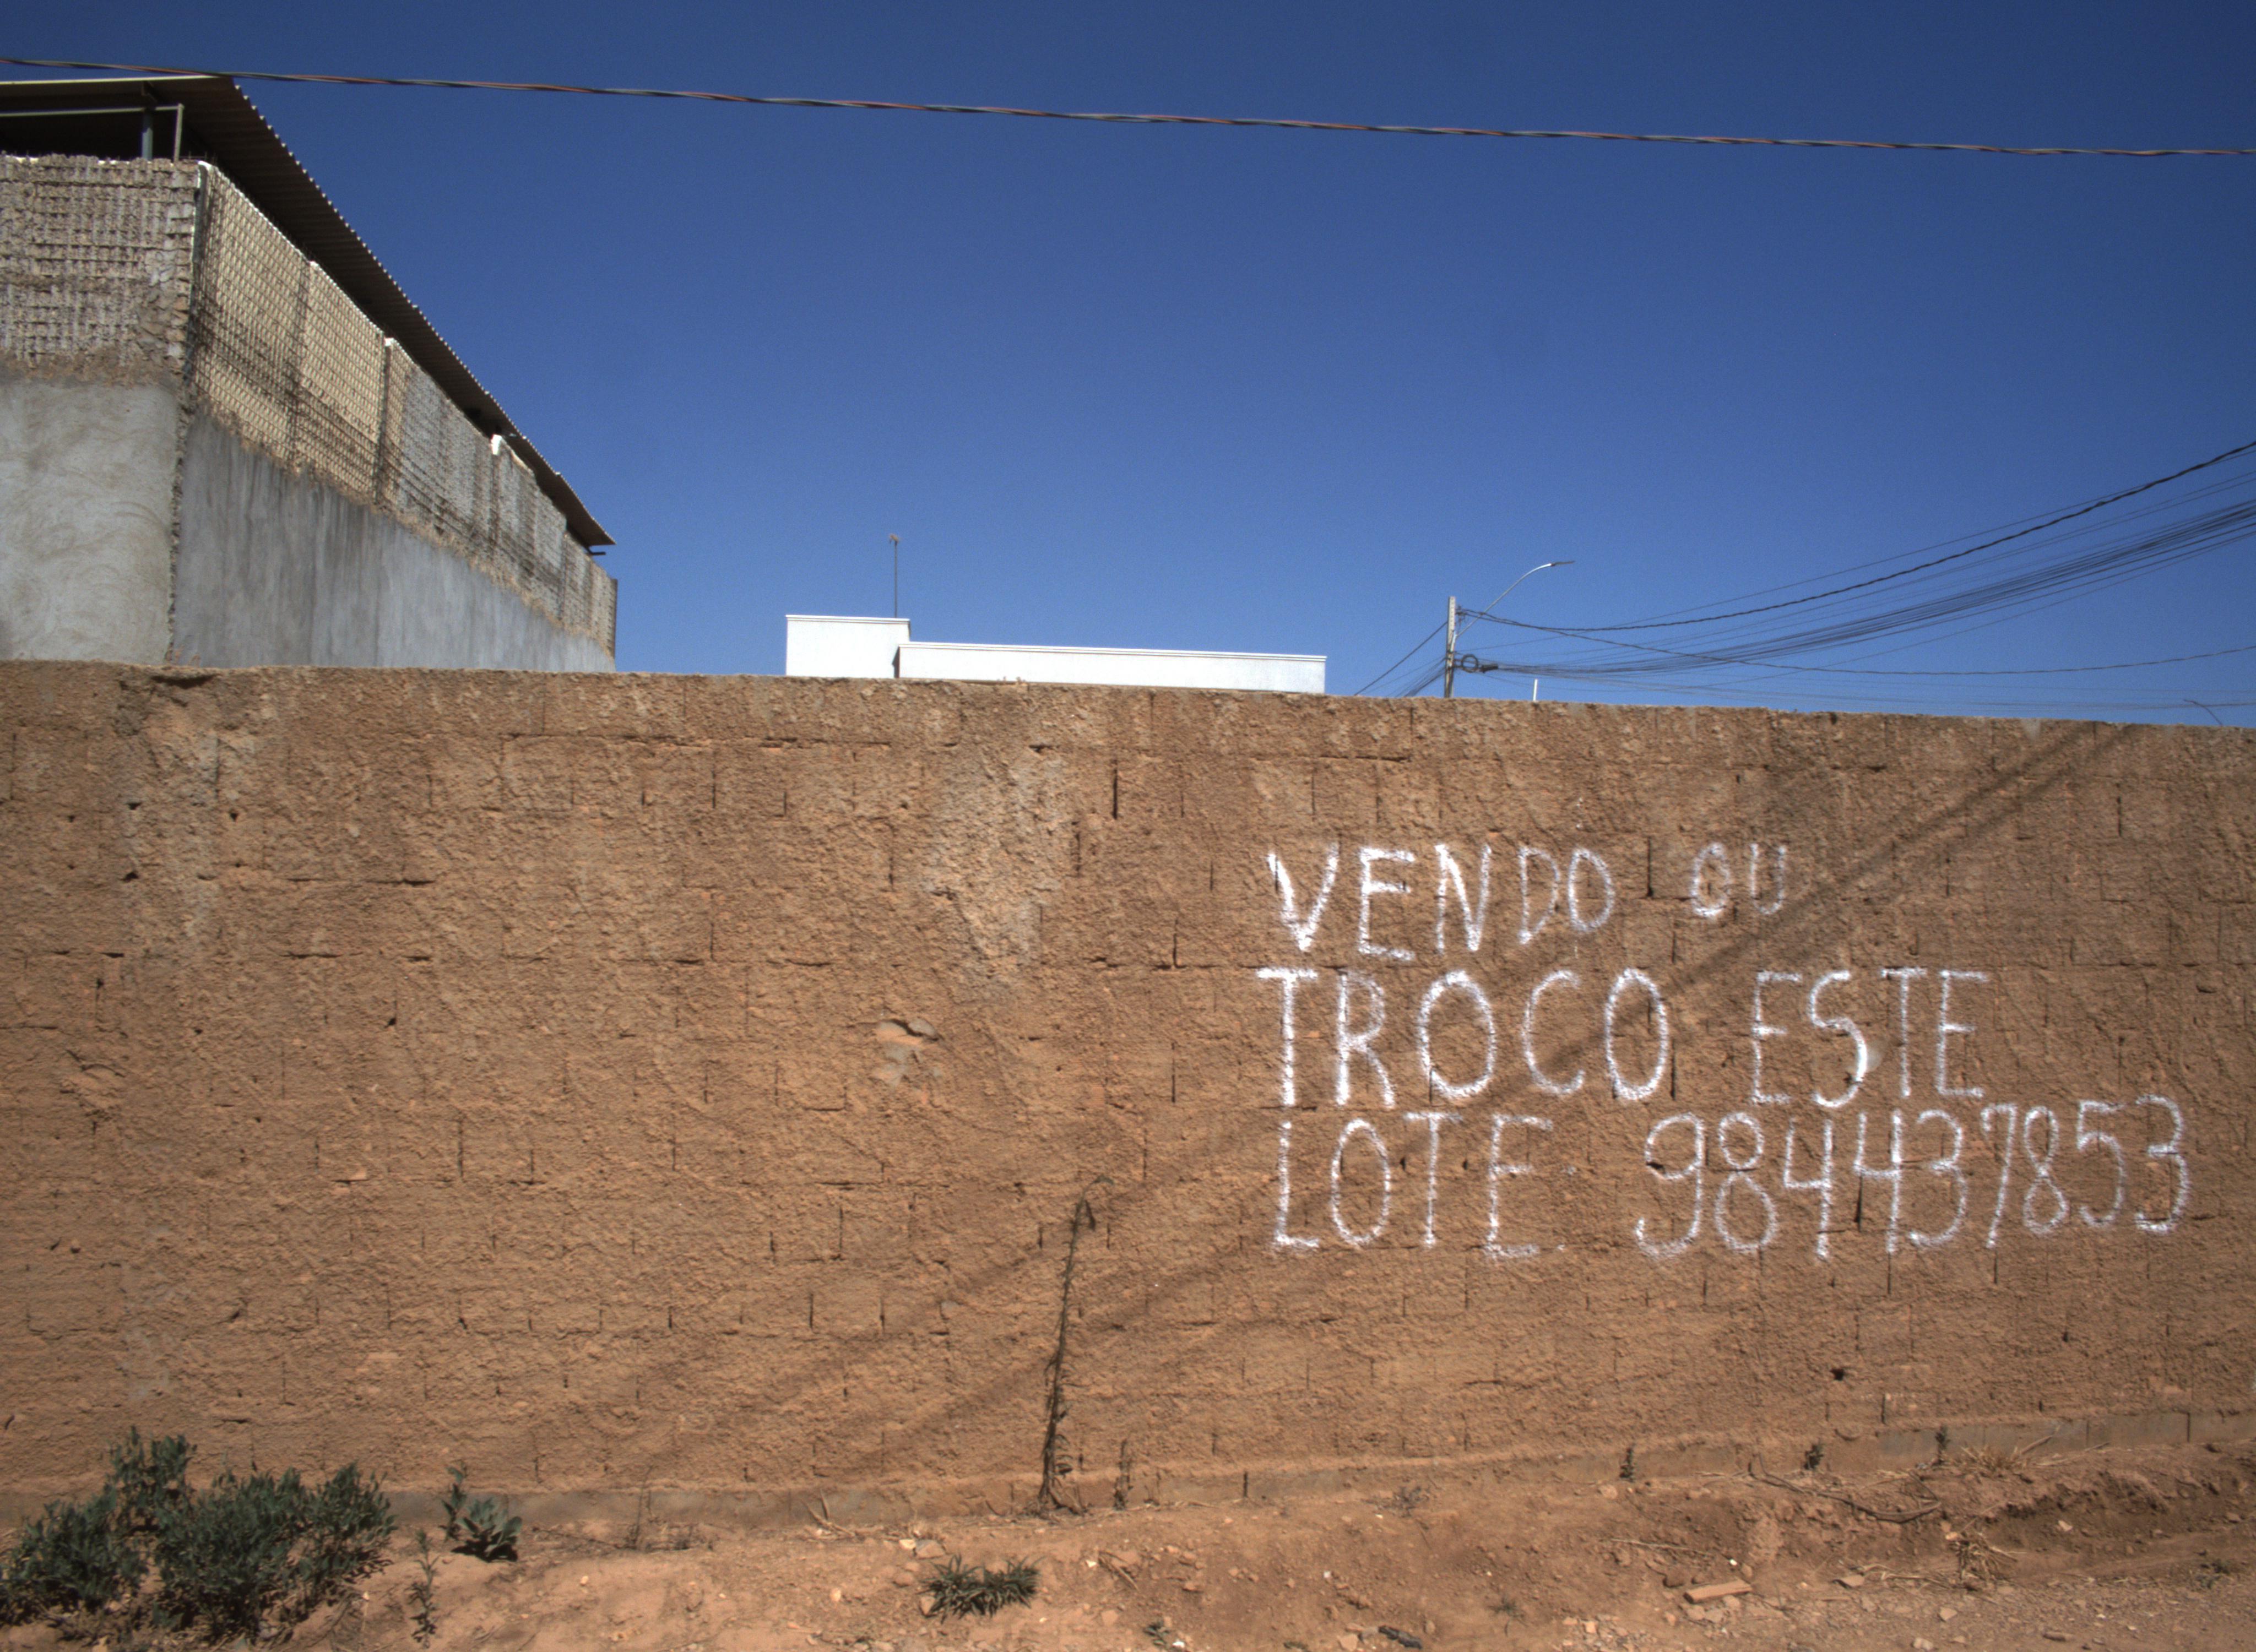 VENDO OU
TROCO ESTE
LOTE 984437853